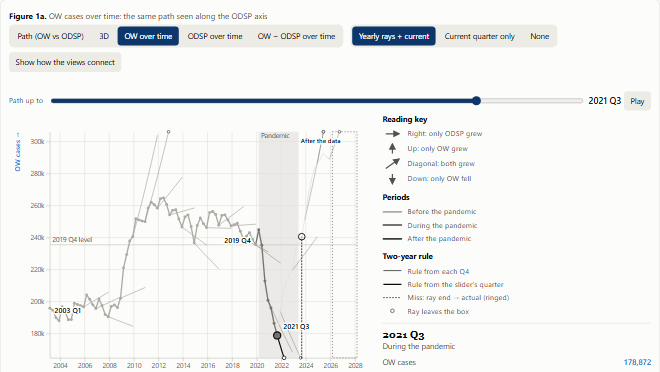 Figure 1a. OW cases over time: the same path seen along the ODSP axis
Path (OW vs ODSP) 3D OW over time ODSP over time OW − ODSP over time Yearly rays + current Current quarter only None
Show how the views connect
Path up to 2021 Q3 Play
OW cases →
300k
280k
260k
240k
220k
200k
180k
Pandemic
After the data
2019 Q4 level
2019 Q4
2003 Q1
2021 Q3
2004 2006 2008 2010 2012 2014 2016 2018 2020 2022 2024 2026 2028
Reading key
Right: only ODSP grew
Up: only OW grew
Diagonal: both grew
Down: only OW fell
Periods
Before the pandemic
During the pandemic
After the pandemic
Two-year rule
Rule from each Q4
Rule from the slider's quarter
Miss: ray end → actual (ringed)
Ray leaves the box
2021 Q3
During the pandemic
OW cases 178,872